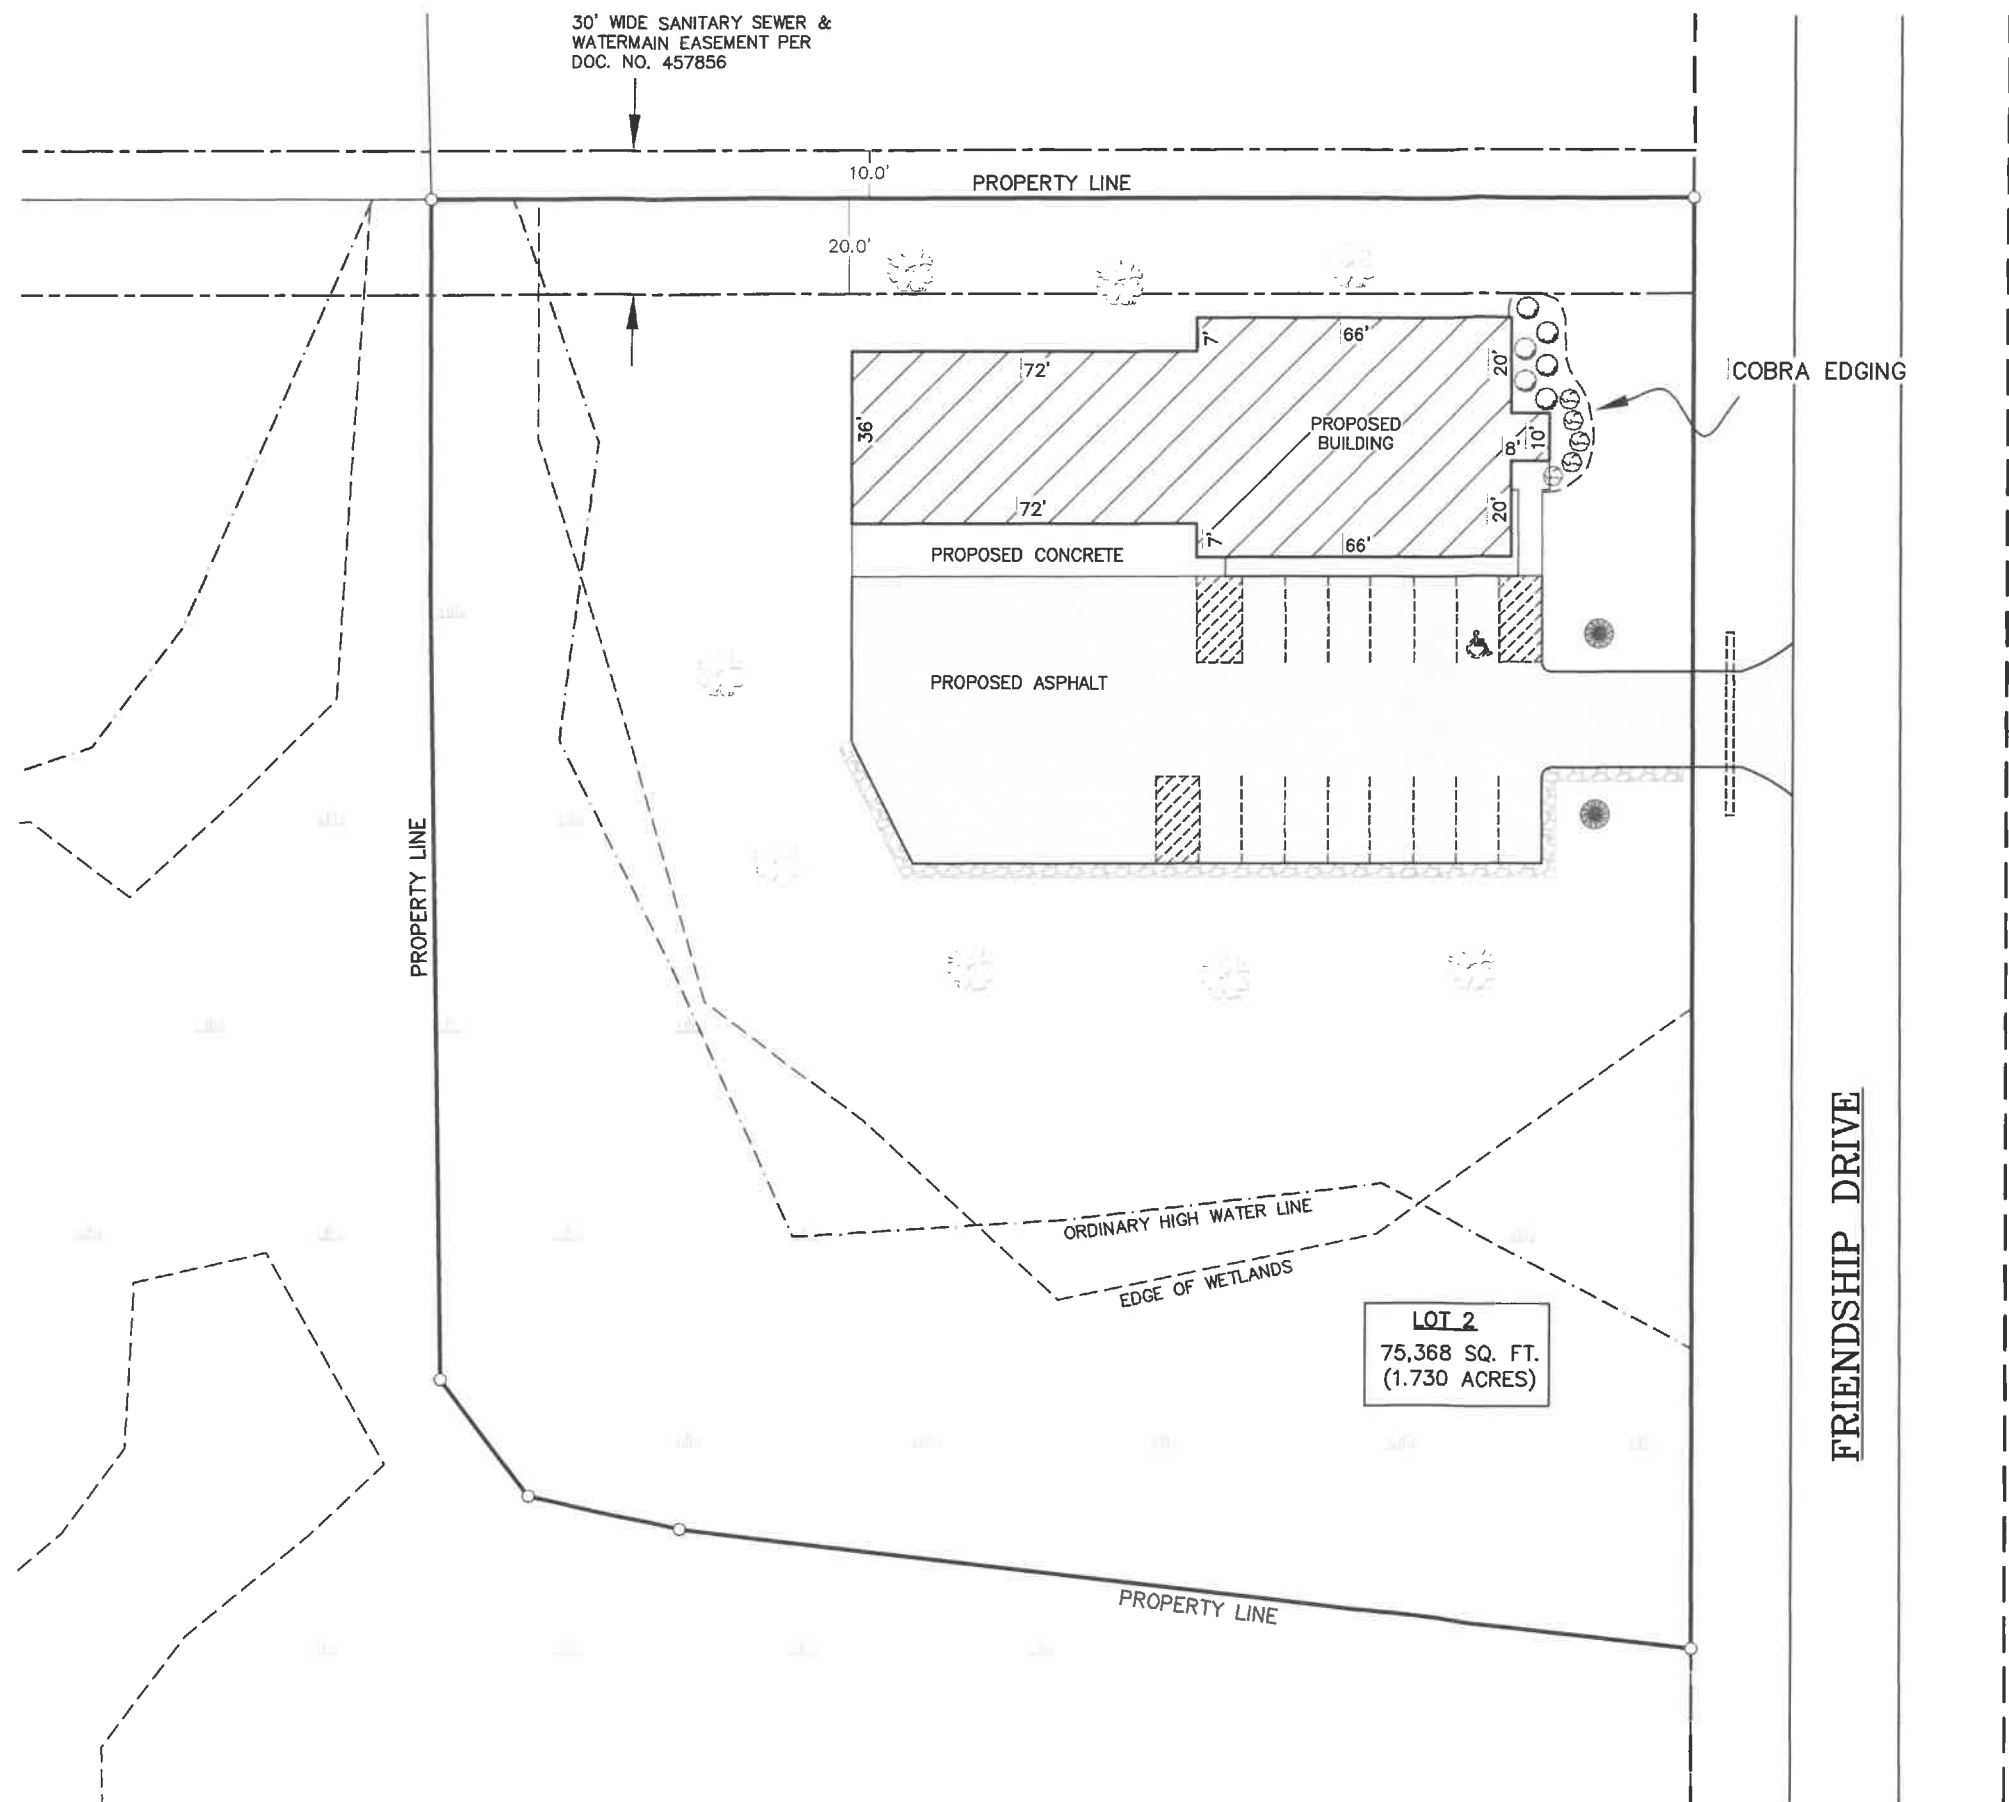 30' WIDE SANITARY SEWER &
WATERMAIN EASEMENT PER
DOC. NO. 457856
10.0'
PROPERTY LINE
20.0'
7'
66'
72'
20'
COBRA EDGING
36'
PROPOSED
BUILDING
8'
10'
72'
20'
7'
66'
PROPOSED CONCRETE
PROPOSED ASPHALT
PROPERTY LINE
ORDINARY HIGH WATER LINE
EDGE OF WETLANDS
LOT 2
75,368 SQ. FT.
(1.730 ACRES)
FRIENDSHIP DRIVE
PROPERTY LINE